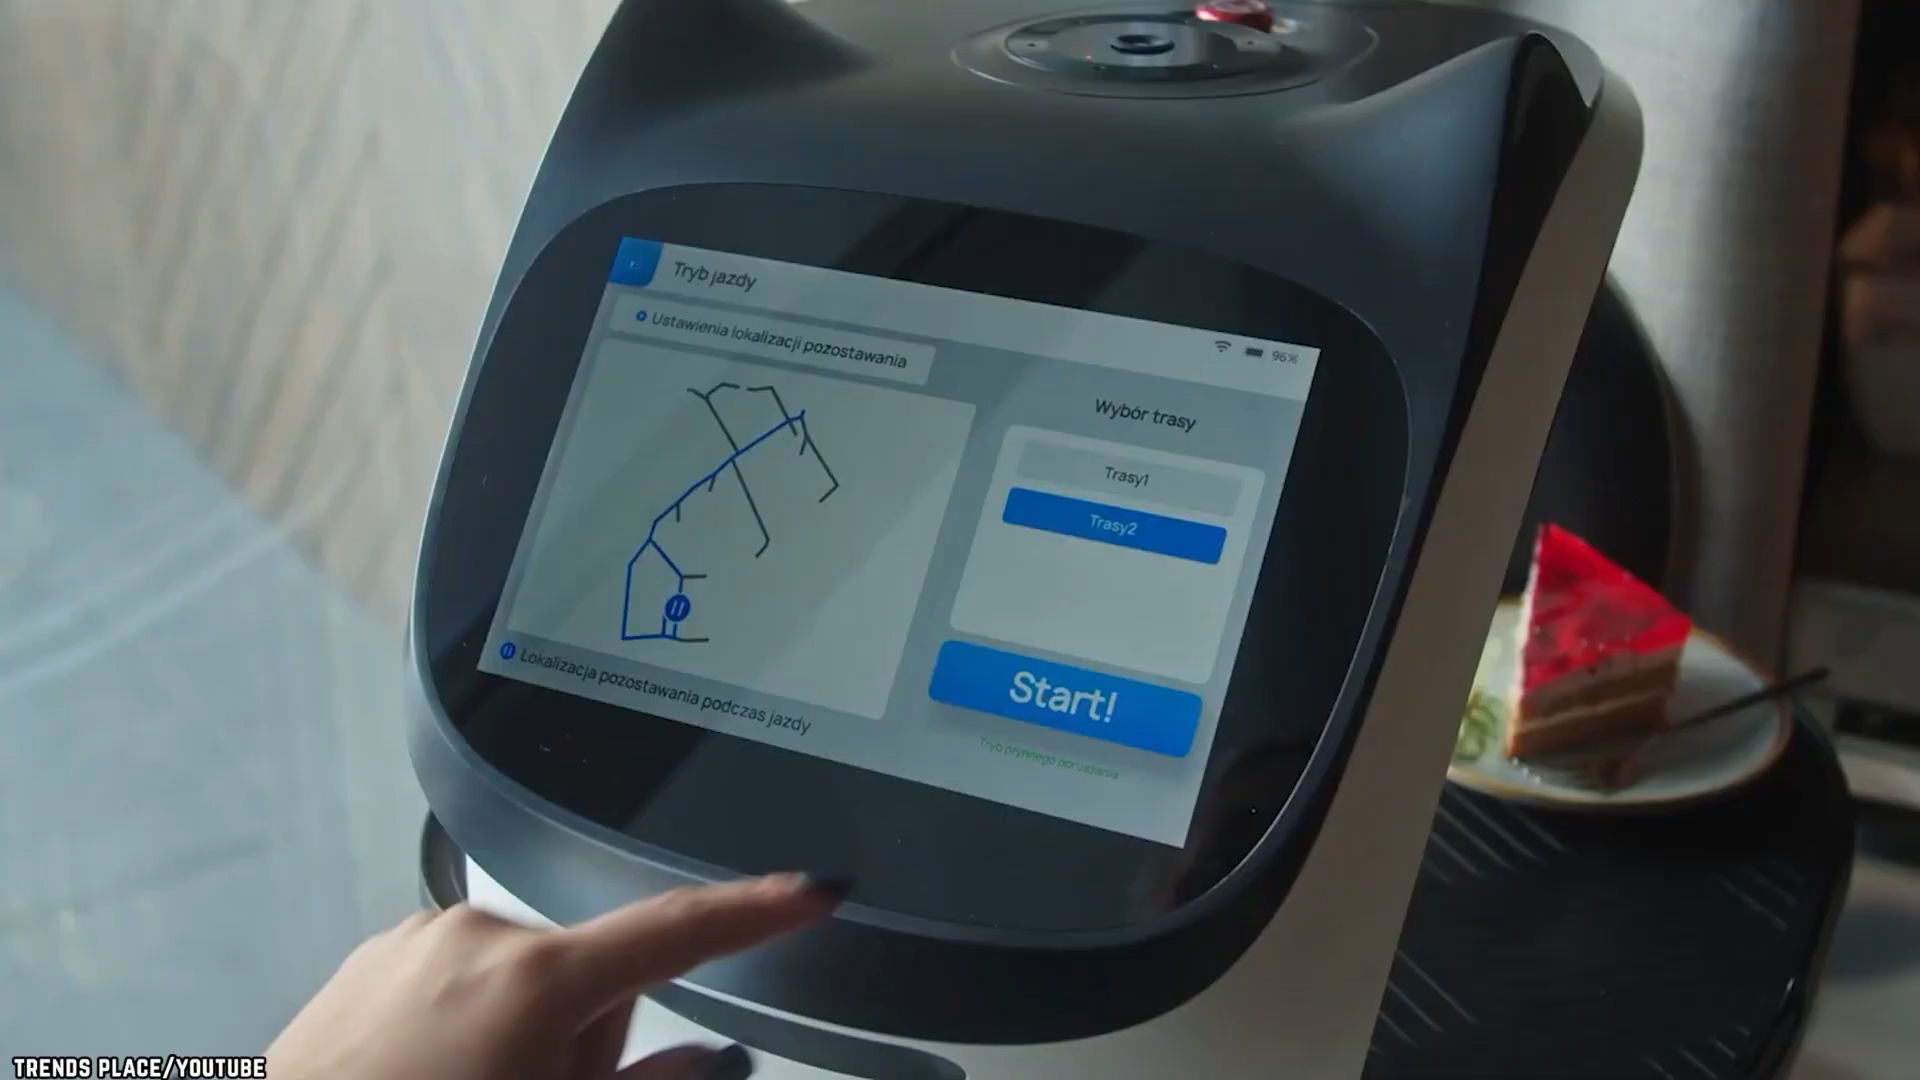 Tryb jazdy
96%
Ustawienia lokalizacji pozostawania
Wybór trasy
Trasy1
Trasy2
Start!
Lokalizacja pozostawania podczas jazdy
Tryb płynnego poruszania
TRENDS PLACE/YOUTUBE